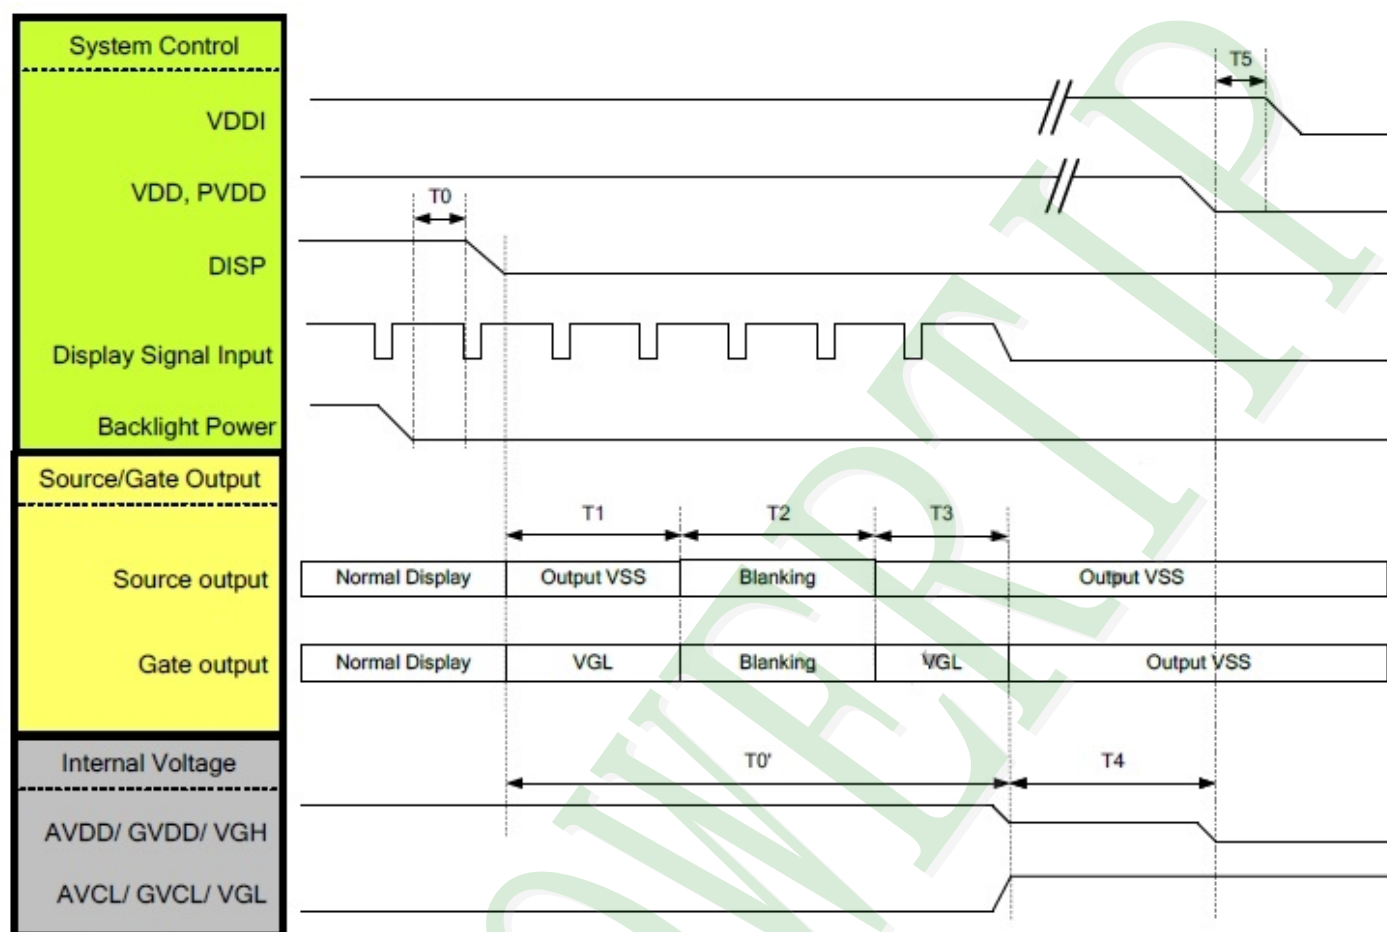 System Control
T5
VDDI
VDD, PVDD
T0
DISP
Display Signal Input
Backlight Power
Source/Gate Output
T1 T2 T3
Source output
Normal Display Output VSS Blanking Output VSS
Gate output
Normal Display VGL Blanking VGL Output VSS
Internal Voltage
T0' T4
AVDD/ GVDD/ VGH
AVCL/ GVCL/ VGL
OWERTIP